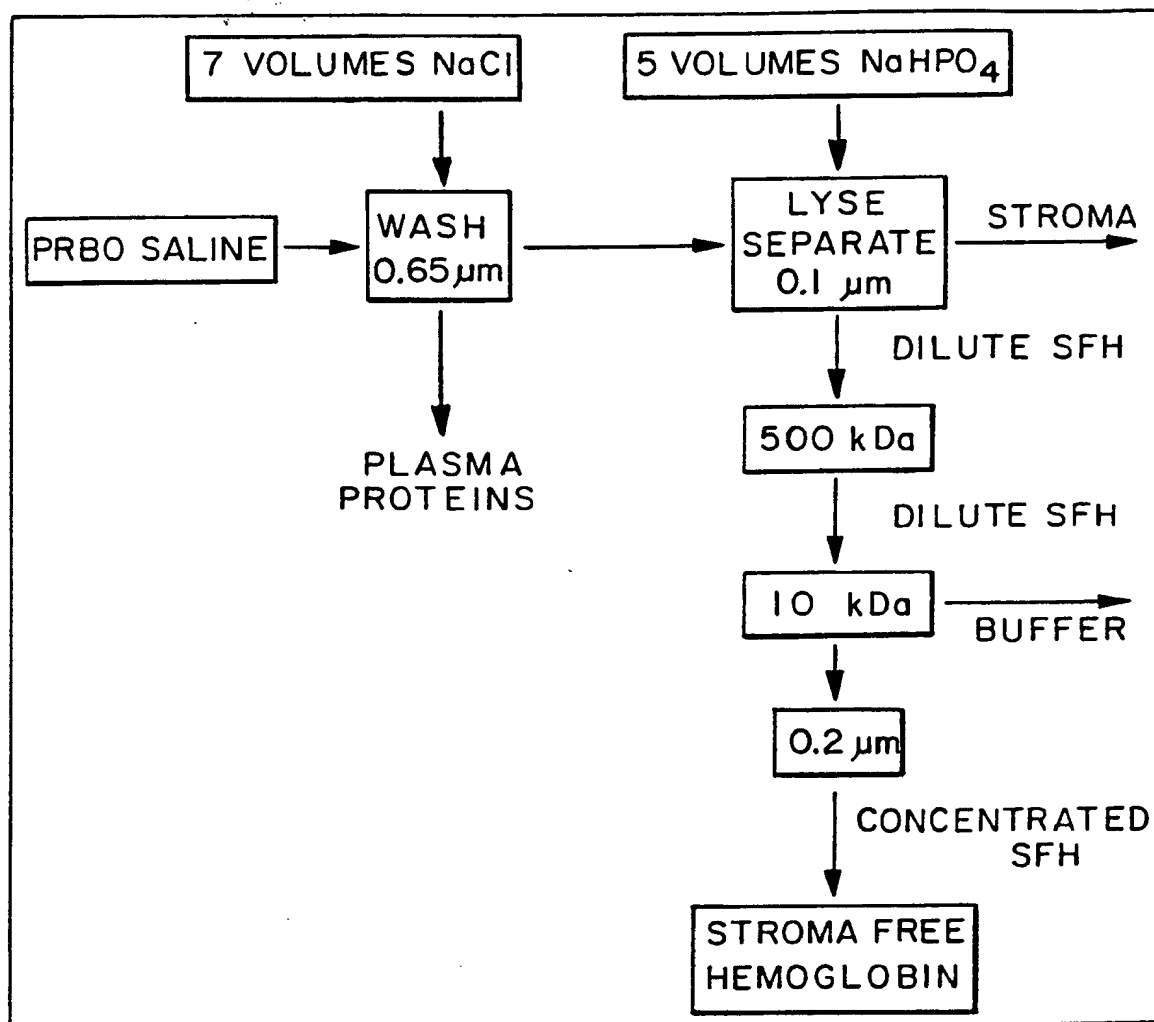 7 VOLUMES NaCl
5 VOLUMES NaHPO4
PRBO SALINE
WASH
0.65 µm
LYSE
SEPARATE
0.1 µm
STROMA
PLASMA
PROTEINS
DILUTE SFH
500 kDa
DILUTE SFH
10 kDa
BUFFER
0.2 µm
CONCENTRATED
SFH
STROMA FREE
HEMOGLOBIN